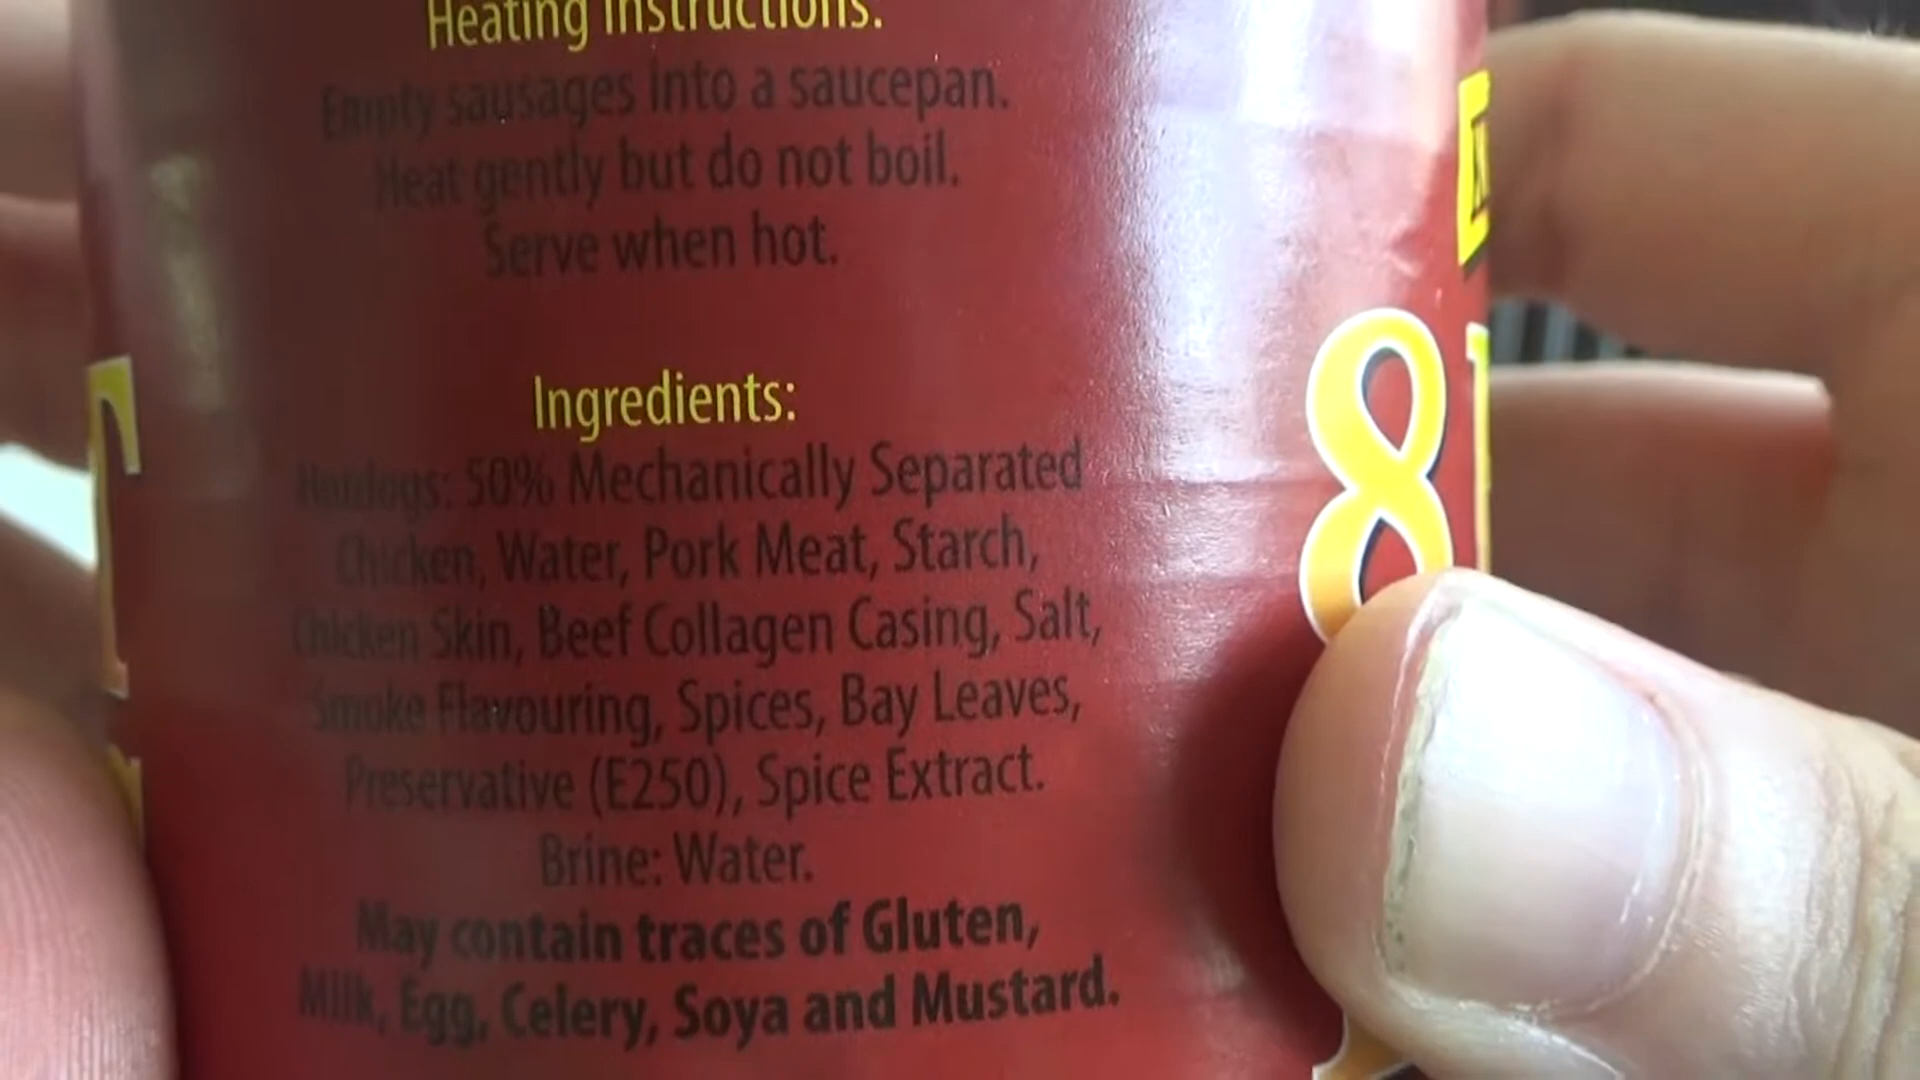 Heating Instructions:
Empty sausages into a saucepan.
Heat gently but do not boil.
Serve when hot.
Ingredients:
Hotdogs: 50% Mechanically Separated
Chicken, Water, Pork Meat, Starch,
Chicken Skin, Beef Collagen Casing, Salt,
Smoke Flavouring, Spices, Bay Leaves,
Preservative (E250), Spice Extract.
Brine: Water.
May contain traces of Gluten,
Milk, Egg, Celery, Soya and Mustard.
8
T